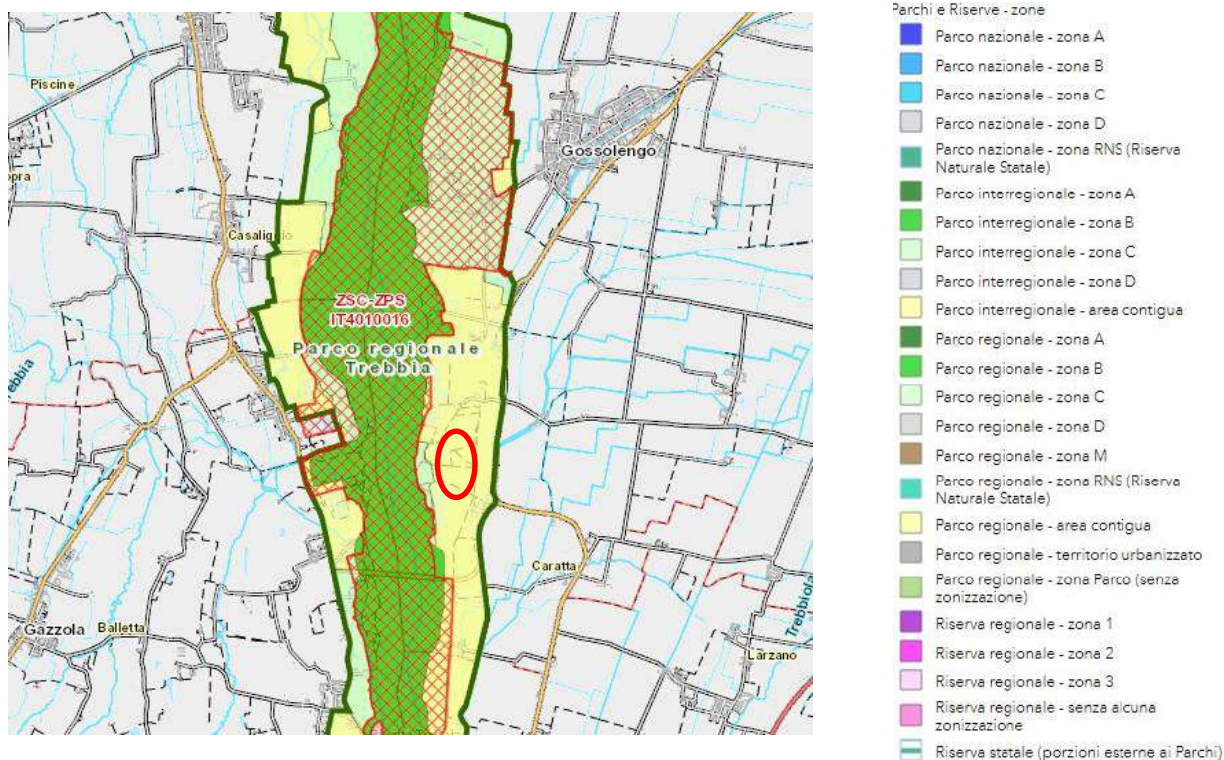 Piscine
pra
Gossolengo
Casaliggio
ZSC-ZPS
IT4010016
Parco regionale
Trebbia
rebbia
Caratta
Gazzola
Balletta
Trebbiola
Larzano
Parchi e Riserve - zone
Parco nazionale - zona A
Parco nazionale - zona B
Parco nazionale - zona C
Parco nazionale - zona D
Parco nazionale - zona RNS (Riserva
Naturale Statale)
Parco interregionale - zona A
Parco interregionale - zona B
Parco interregionale - zona C
Parco interregionale - zona D
Parco interregionale - area contigua
Parco regionale - zona A
Parco regionale - zona B
Parco regionale - zona C
Parco regionale - zona D
Parco regionale - zona M
Parco regionale - zona RNS (Riserva
Naturale Statale)
Parco regionale - area contigua
Parco regionale - territorio urbanizzato
Parco regionale - zona Parco (senza
zonizzazione)
Riserva regionale - zona 1
Riserva regionale - zona 2
Riserva regionale - zona 3
Riserva regionale - senza alcuna
zonizzazione
Riserva statale (porzioni esterne ai Parchi)